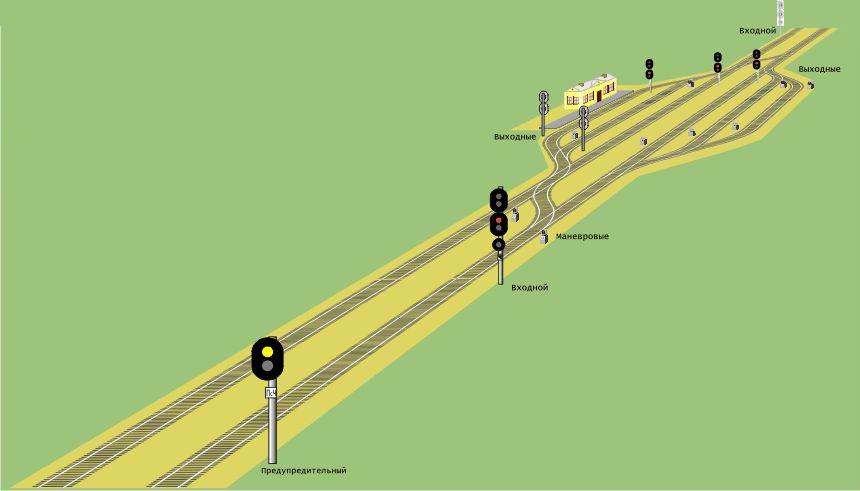 Входной
Выходные
Выходные
Маневровые
Входной
Предупредительный